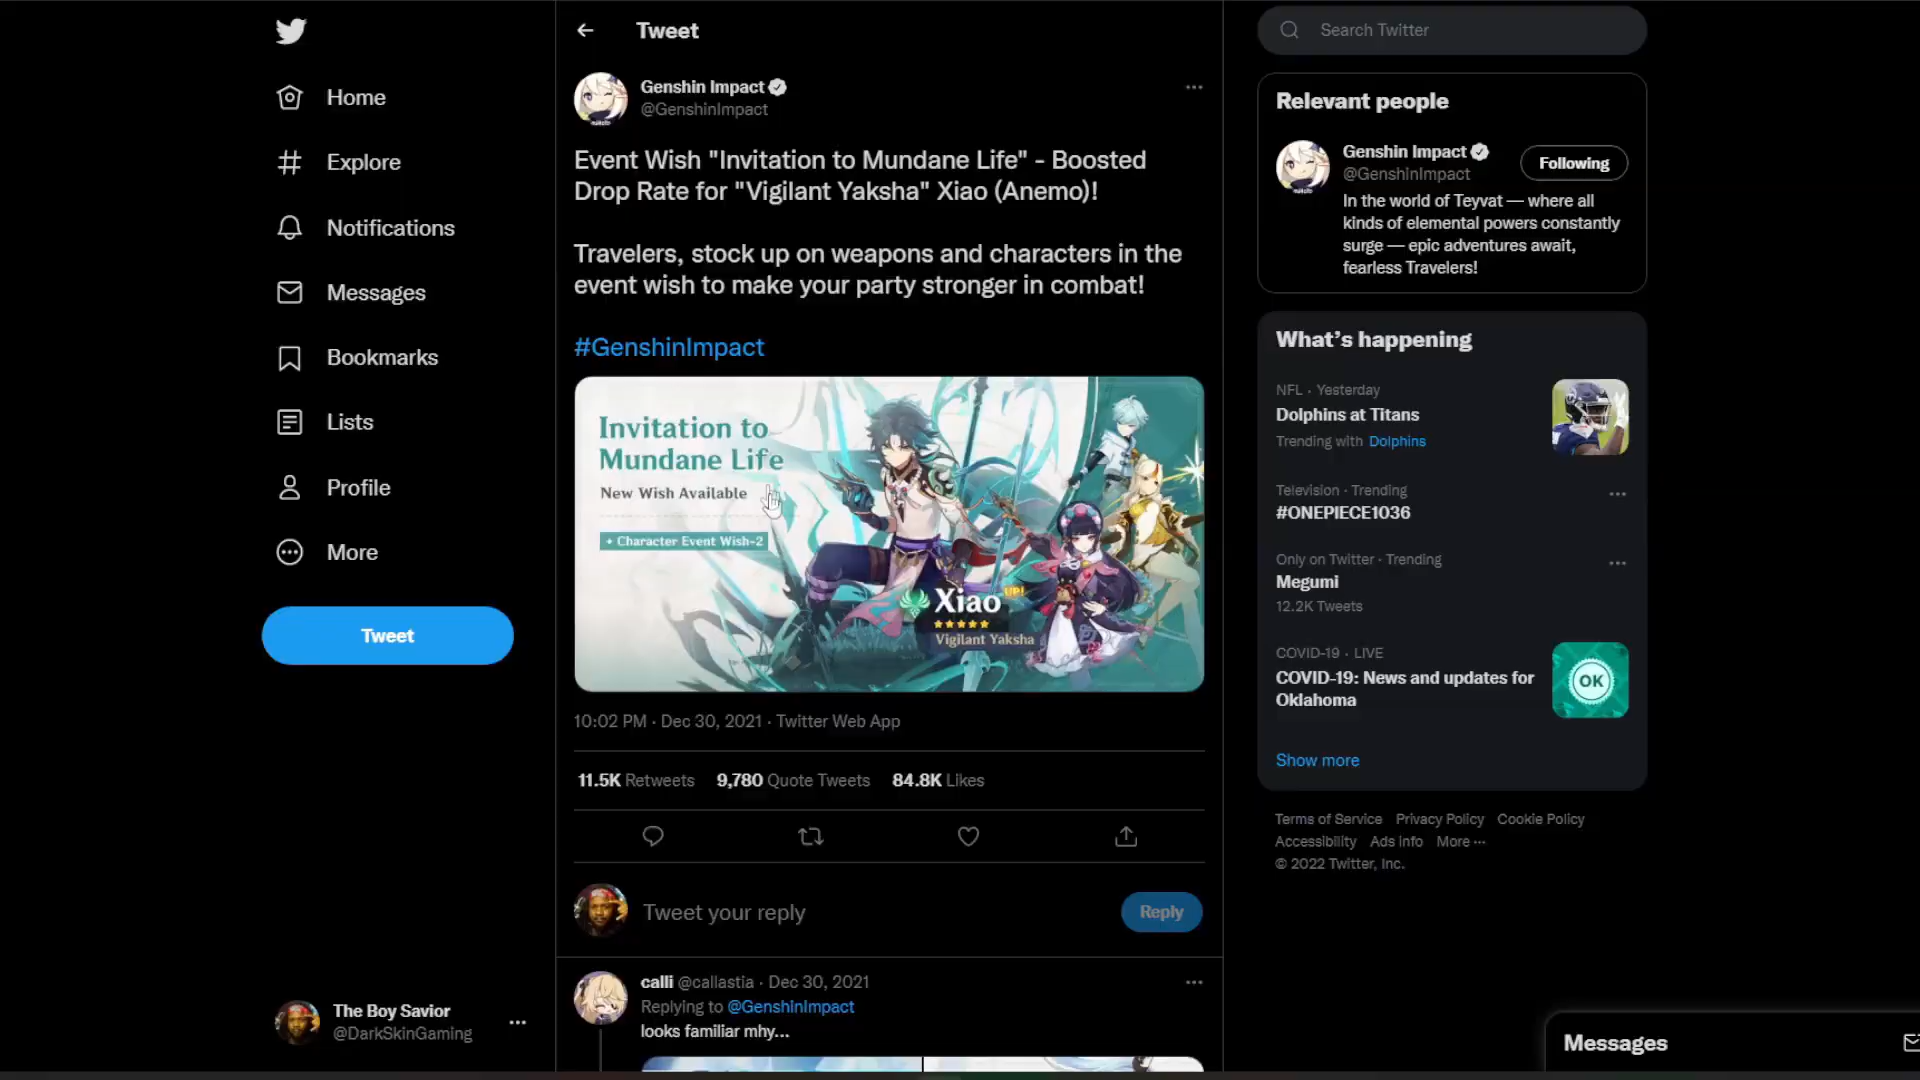 Home
Explore
Notifications
Messages
Bookmarks
Lists
Profile
More
Tweet
The Boy Savior
@DarkSkinGaming
Tweet
Genshin Impact
@GenshinImpact
Event Wish "Invitation to Mundane Life" - Boosted
Drop Rate for "Vigilant Yaksha" Xiao (Anemo)!
Travelers, stock up on weapons and characters in the
event wish to make your party stronger in combat!
#GenshinImpact
Invitation to
Mundane Life
New Wish Available
Character Event Wish-2
Xiao UP!
Vigilant Yaksha
10:02 PM · Dec 30, 2021 · Twitter Web App
11.5K Retweets 9,780 Quote Tweets 84.8K Likes
Tweet your reply
Reply
calli @callastia · Dec 30, 2021
Replying to @GenshinImpact
looks familiar mhy...
Search Twitter
Relevant people
Genshin Impact
@GenshinImpact
Following
In the world of Teyvat — where all
kinds of elemental powers constantly
surge — epic adventures await,
fearless Travelers!
What's happening
NFL · Yesterday
Dolphins at Titans
Trending with Dolphins
Television · Trending
#ONEPIECE1036
Only on Twitter · Trending
Megumi
12.2K Tweets
COVID-19 · LIVE
COVID-19: News and updates for
Oklahoma
OK
Show more
Terms of Service Privacy Policy Cookie Policy
Accessibility Ads info More ···
© 2022 Twitter, Inc.
Messages